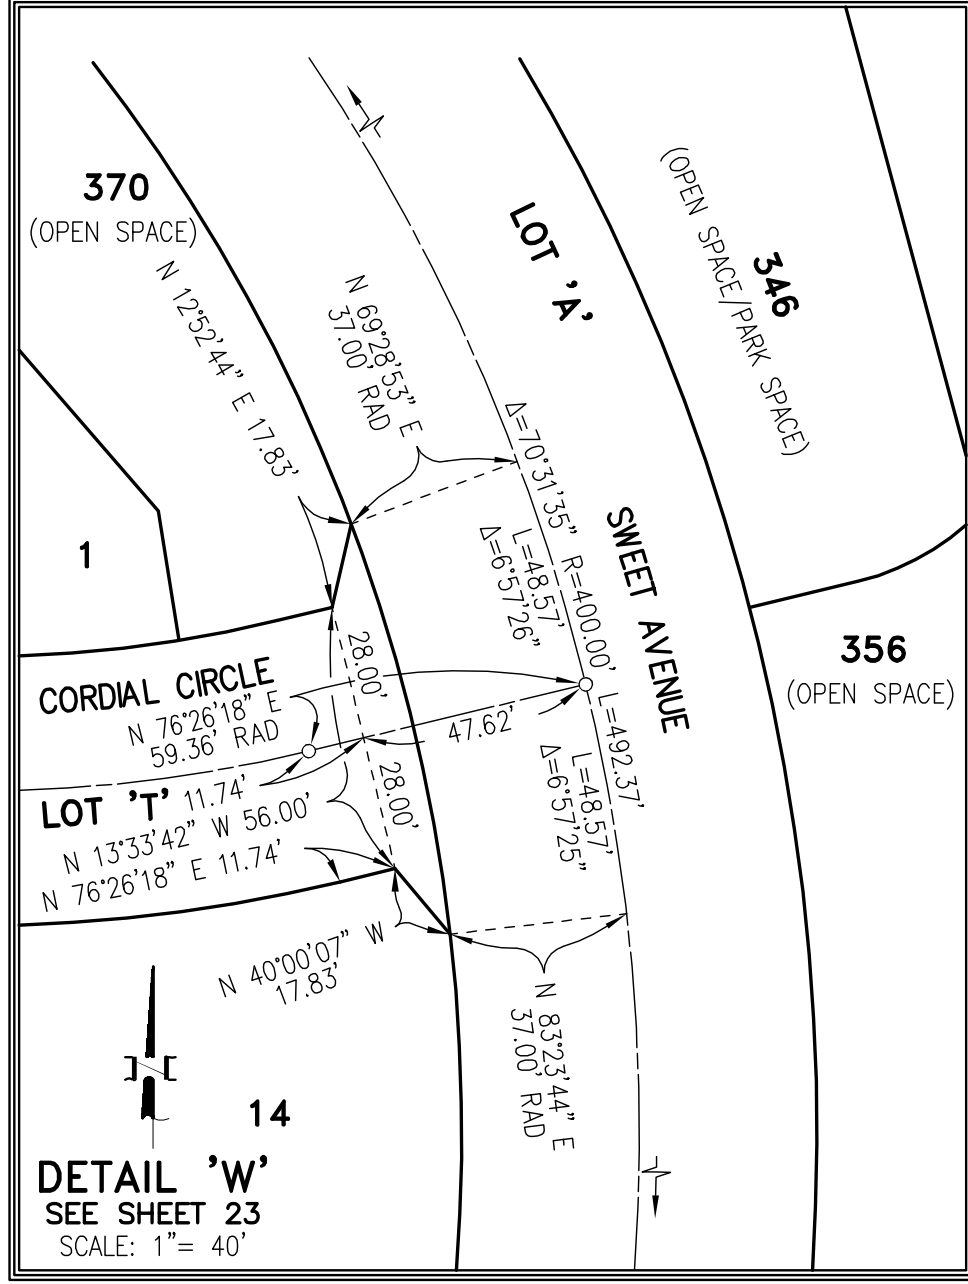 370
(OPEN SPACE)
N 12°52'44" E 17.83'
N 69°28'53" E
37.00' RAD
LOT 'A'
346
(OPEN SPACE/PARK SPACE)
Δ=70°31'35" R=400.00' L=492.37'
L=48.57'
Δ=6°57'26"
SWEET AVENUE
1
356
(OPEN SPACE)
28.00'
CORDIAL CIRCLE
N 76°26'18" E
59.36' RAD
47.62'
L=48.57'
Δ=6°57'25"
28.00'
LOT 'T' 11.74'
N 13°33'42" W 56.00'
N 76°26'18" E 11.74'
N 40°00'07" W
17.83'
N 83°23'44" E
37.00' RAD
14
DETAIL 'W'
SEE SHEET 23
SCALE: 1"= 40'